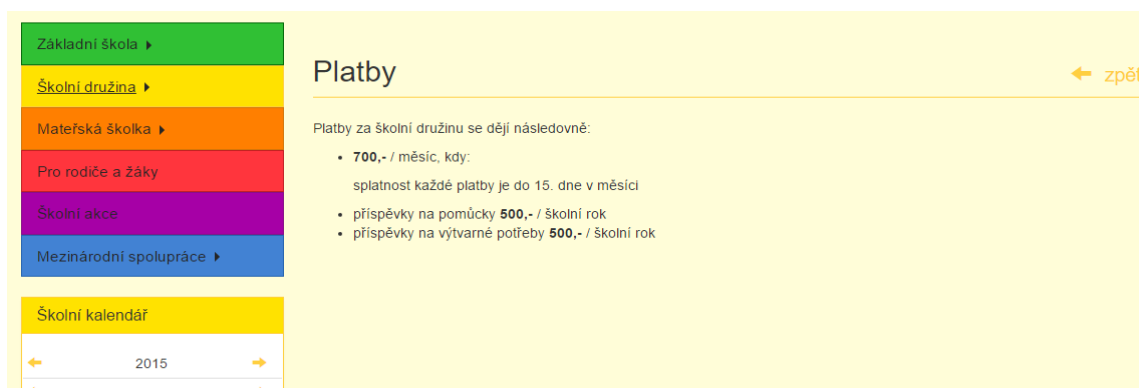 Základní škola
Školní družina
Mateřská školka
Pro rodiče a žáky
Školní akce
Mezinárodní spolupráce
Školní kalendář
2015
Platby
zpět
Platby za školní družinu se dějí následovně:
700,- / měsíc, kdy:
splatnost každé platby je do 15. dne v měsíci
příspěvky na pomůcky 500,- / školní rok
příspěvky na výtvarné potřeby 500,- / školní rok